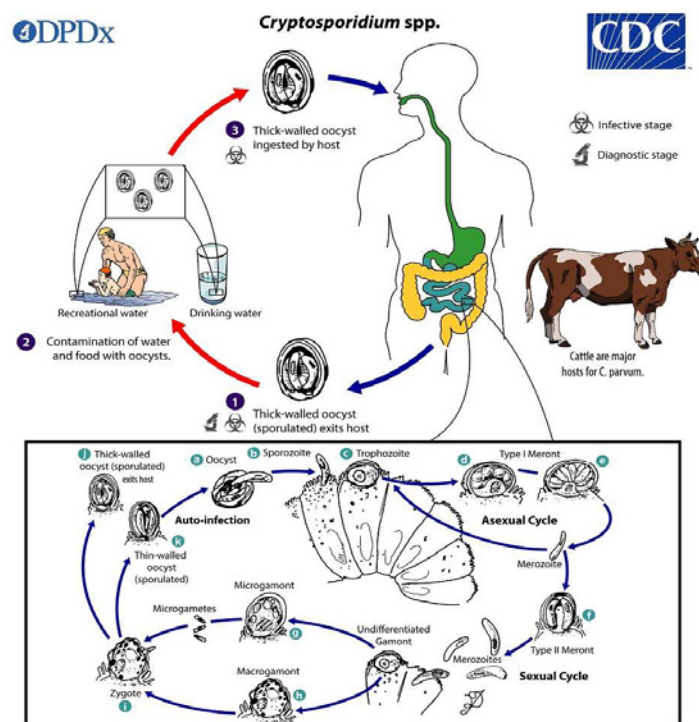 DPDx
Cryptosporidium spp.
CDC
3 Thick-walled oocyst
ingested by host
Infective stage
Diagnostic stage
Recreational water
Drinking water
2 Contamination of water
and food with oocysts.
Cattle are major
hosts for C. parvum.
1 Thick-walled oocyst
(sporulated) exits host
j Thick-walled
oocyst (sporulated)
exits host
a Oocyst
b Sporozoite
c Trophozoite
Type I Meront
d
e
Auto-infection
Asexual Cycle
k
Thin-walled
oocyst
(sporulated)
Merozoite
Microgamont
Microgametes
g
Undifferentiated
Gamont
f
Type II Meront
Merozoites
Sexual Cycle
Macrogamont
h
Zygote
i